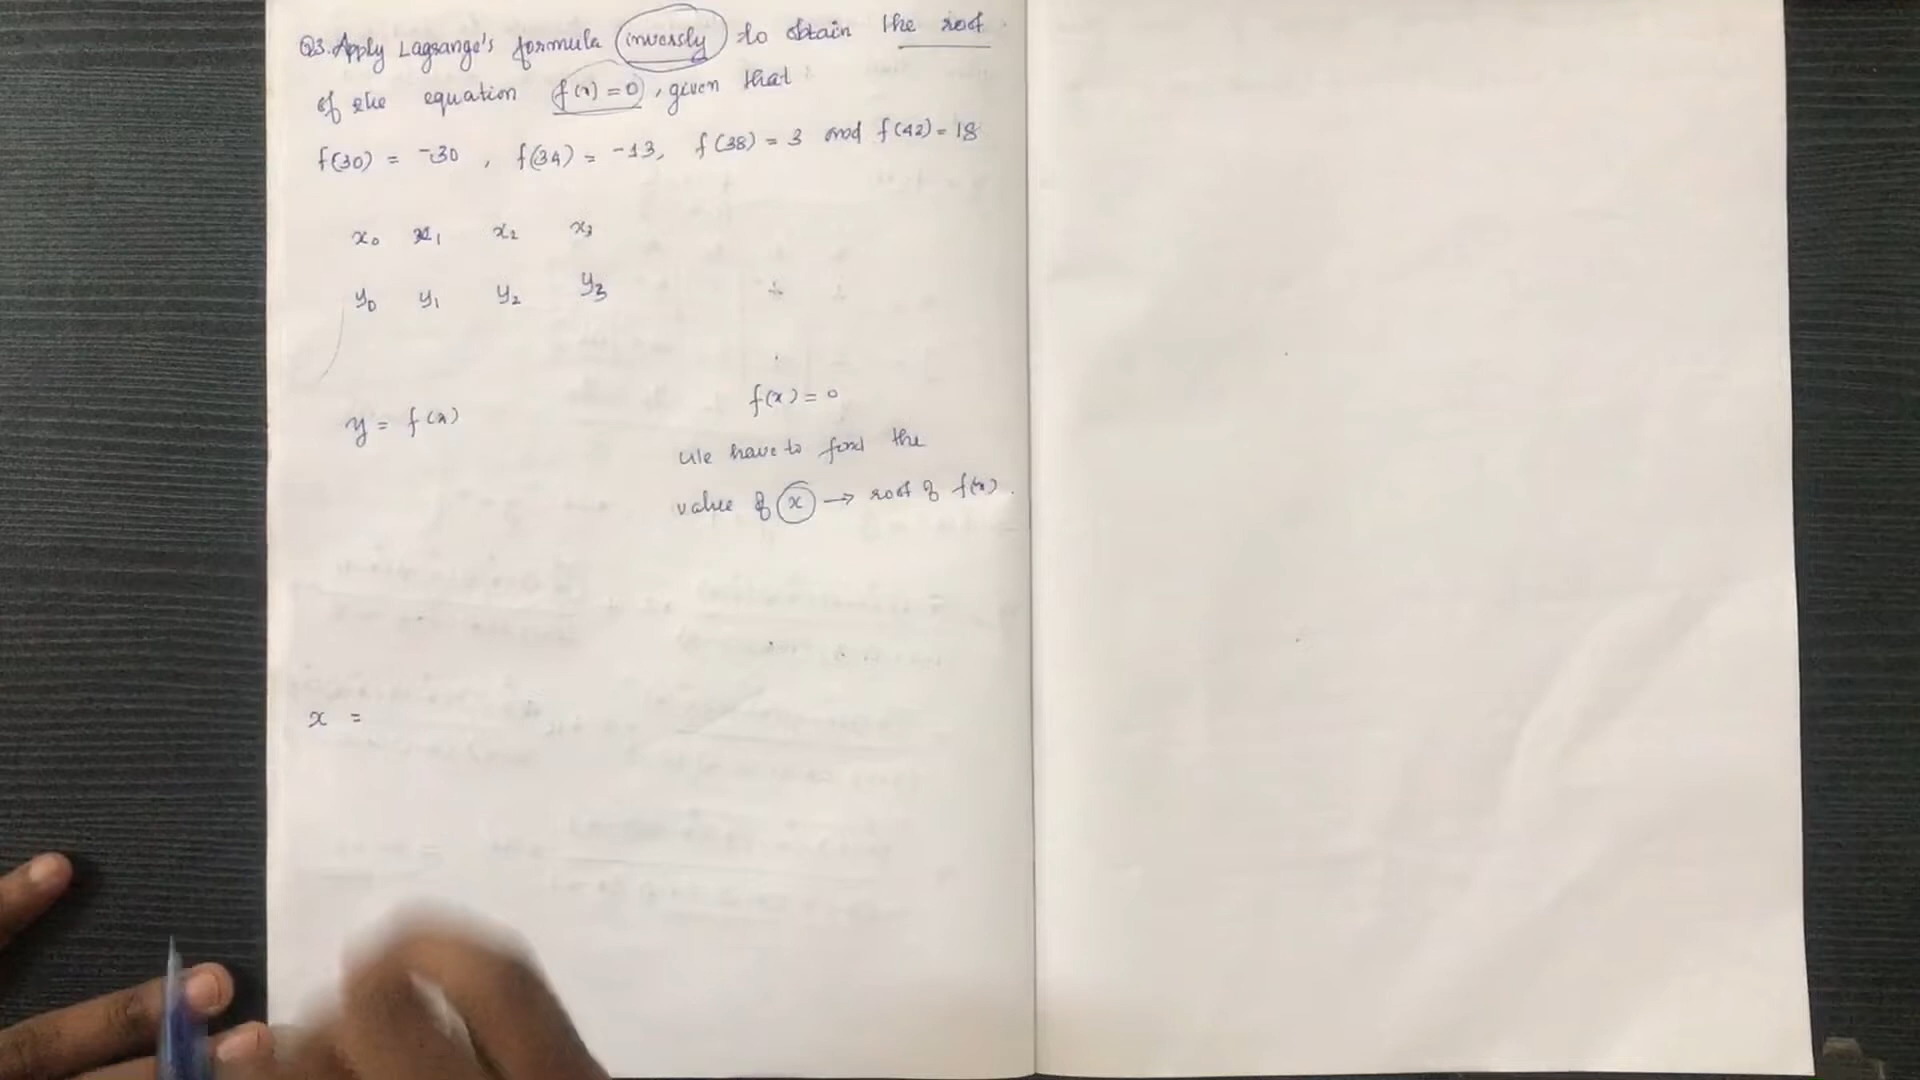 Q3. Apply Lagrange's formula inversly to obtain the root
of the equation f(x) = 0, given that
f(30) = -30, f(34) = -13, f(38) = 3 and f(42) = 18
x₀ x₁ x₂ x₃
y₀ y₁ y₂ y₃
f(x) = 0
y = f(x)
We have to find the
value of x → root of f(x).
x =